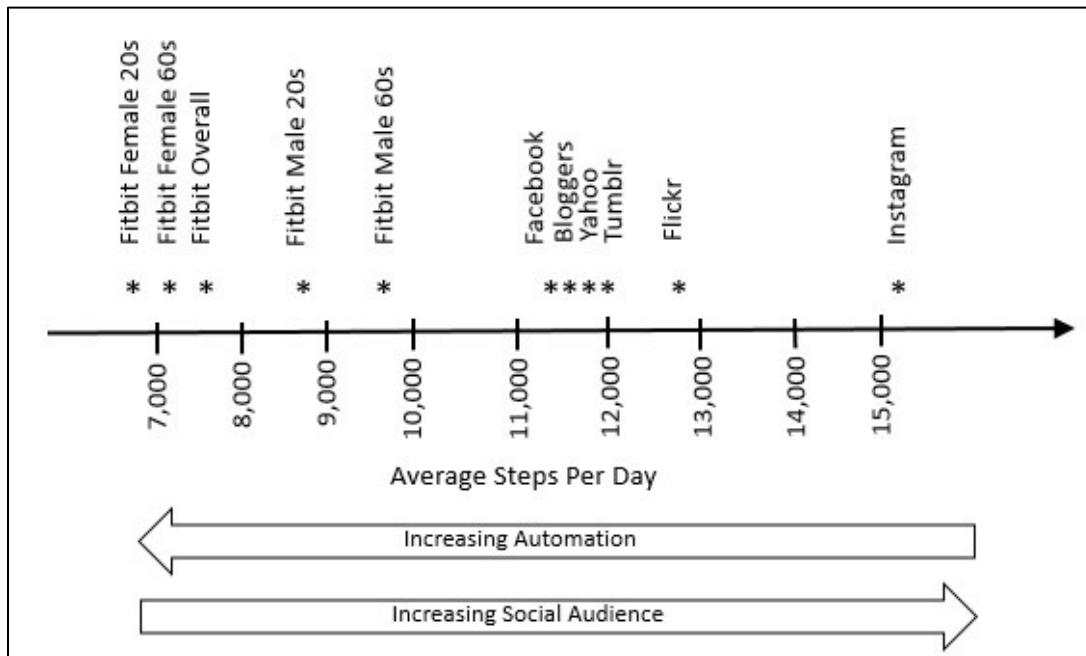 Fitbit Female 20s
Fitbit Female 60s
Fitbit Overall
Fitbit Male 20s
Fitbit Male 60s
Facebook
Bloggers
Yahoo
Tumblr
Flickr
Instagram
* * * * * * * * * * *
7,000
8,000
9,000
10,000
11,000
12,000
13,000
14,000
15,000
Average Steps Per Day
Increasing Automation
Increasing Social Audience